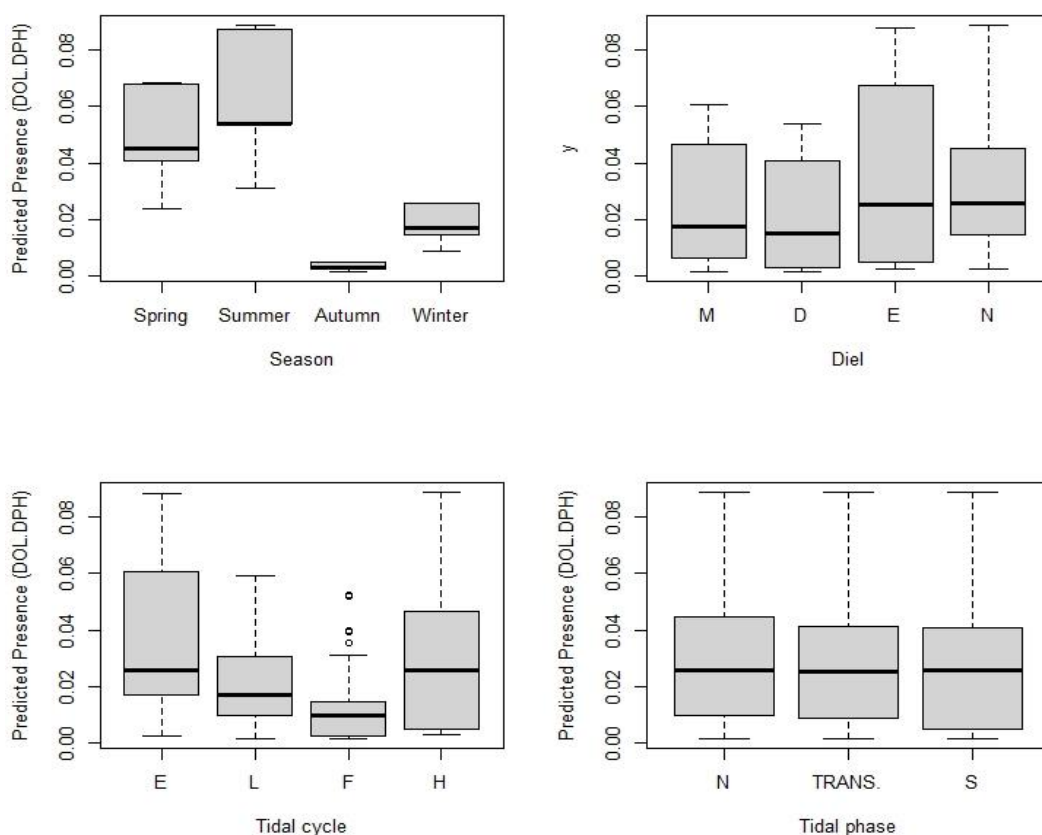 Predicted Presence (DOL.DPH)
0.00 0.02 0.04 0.06 0.08
Spring Summer Autumn Winter
Season
y
0.00 0.02 0.04 0.06 0.08
M D E N
Diel
Predicted Presence (DOL.DPH)
0.00 0.02 0.04 0.06 0.08
E L F H
Tidal cycle
Predicted Presence (DOL.DPH)
0.00 0.02 0.04 0.06 0.08
N TRANS. S
Tidal phase